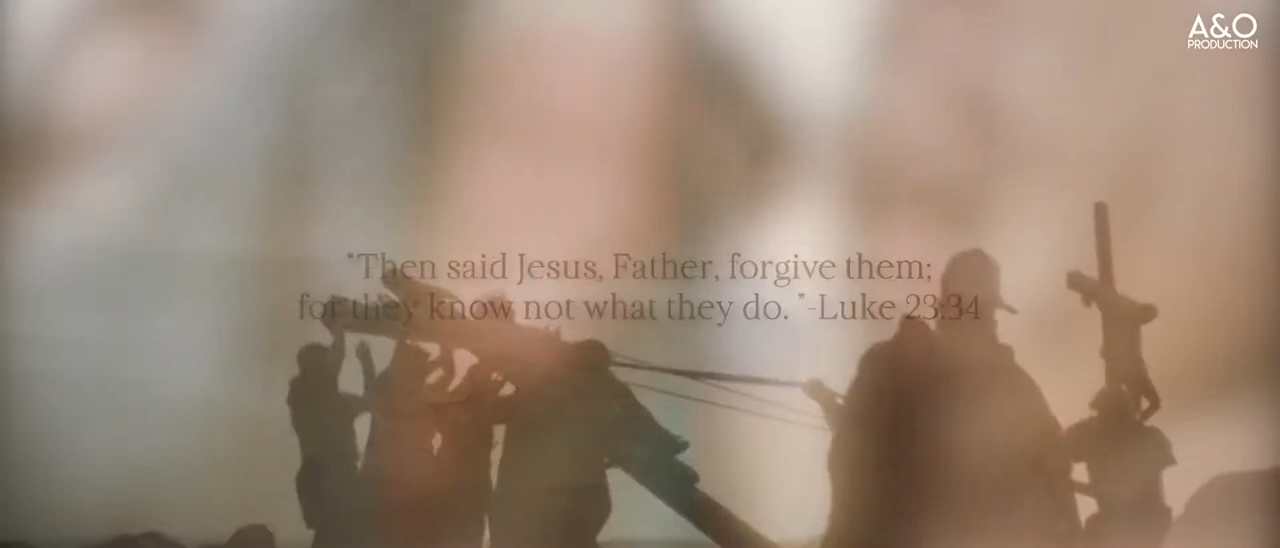 A&O
PRODUCTION
"Then said Jesus, Father, forgive them;
for they know not what they do. "-Luke 23:34